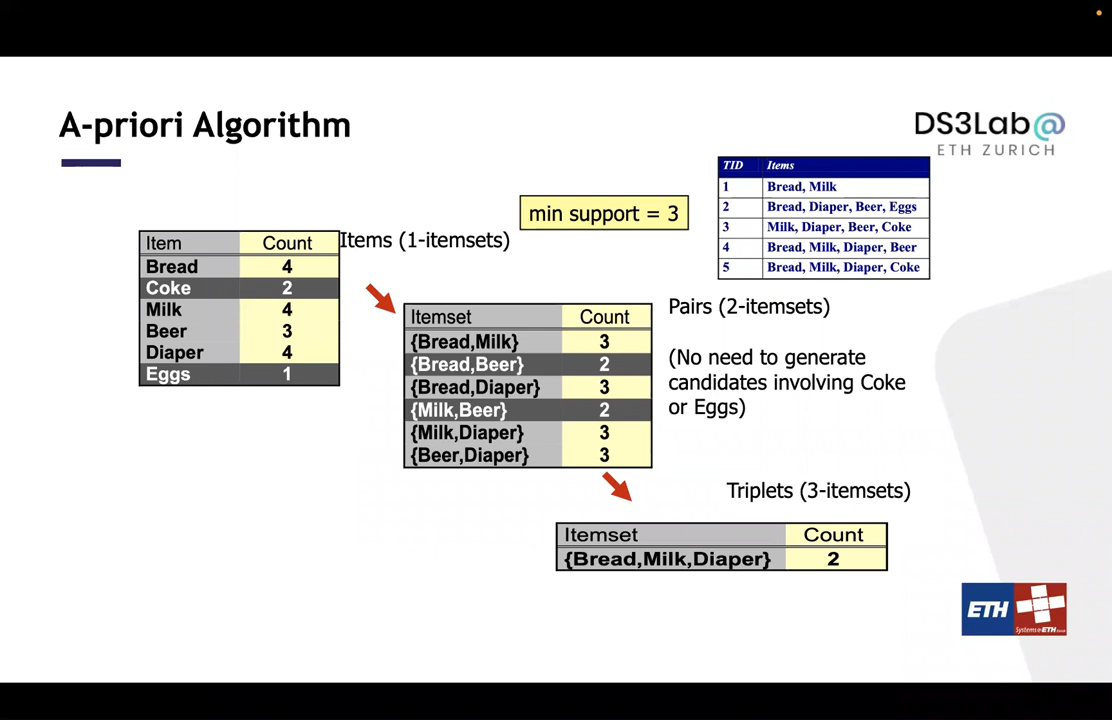 A-priori Algorithm
DS3Lab@
ETH ZURICH
TID Items
1 Bread, Milk
2 Bread, Diaper, Beer, Eggs
3 Milk, Diaper, Beer, Coke
4 Bread, Milk, Diaper, Beer
5 Bread, Milk, Diaper, Coke
min support = 3
Items (1-itemsets)
Item Count
Bread 4
Coke 2
Milk 4
Beer 3
Diaper 4
Eggs 1
Pairs (2-itemsets)
(No need to generate
candidates involving Coke
or Eggs)
Itemset Count
{Bread,Milk} 3
{Bread,Beer} 2
{Bread,Diaper} 3
{Milk,Beer} 2
{Milk,Diaper} 3
{Beer,Diaper} 3
Triplets (3-itemsets)
Itemset Count
{Bread,Milk,Diaper} 2
ETH
Systems@ETH